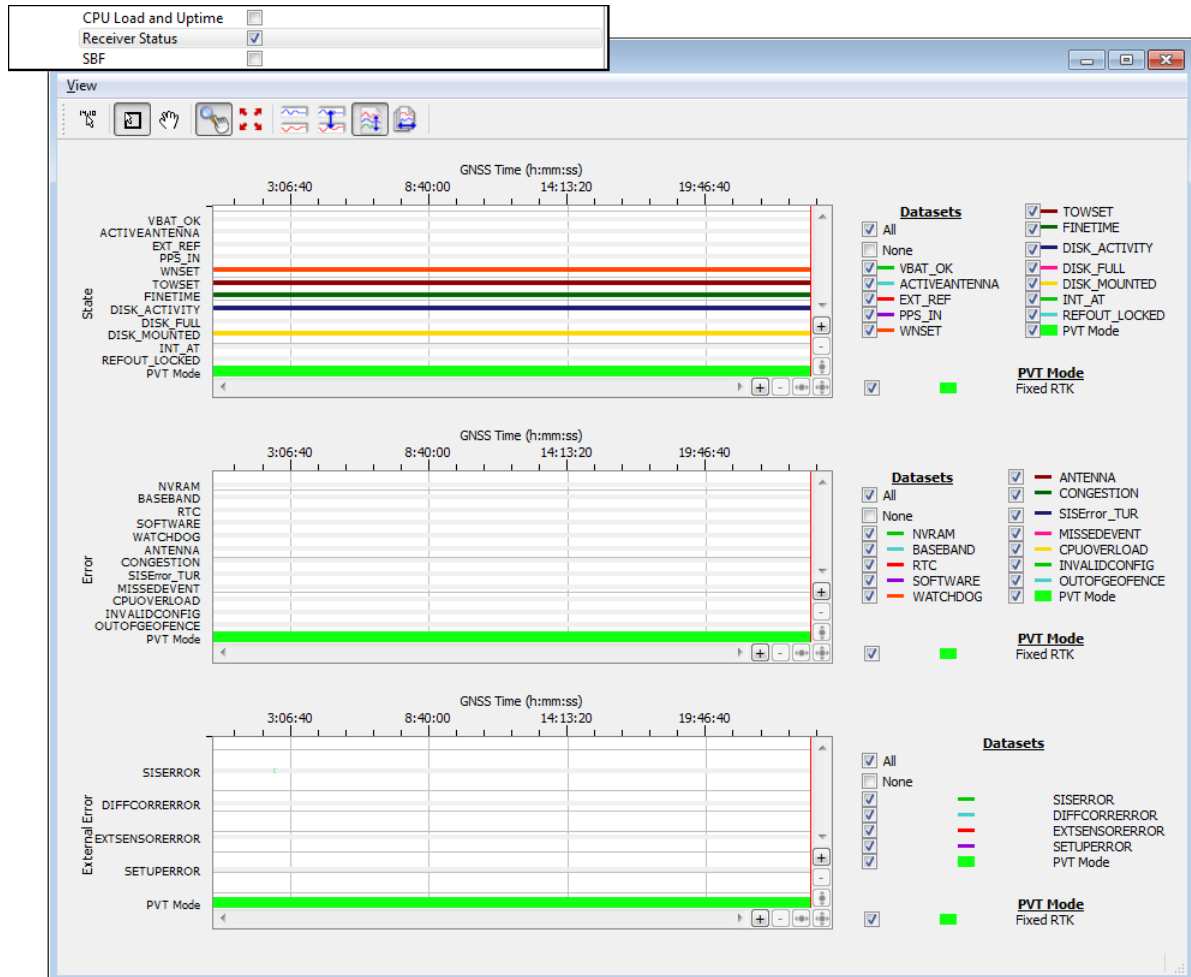 CPU Load and Uptime
Receiver Status
SBF
View
GNSS Time (h:mm:ss)
3:06:40 8:40:00 14:13:20 19:46:40
State
VBAT_OK
ACTIVEANTENNA
EXT_REF
PPS_IN
WNSET
TOWSET
FINETIME
DISK_ACTIVITY
DISK_FULL
DISK_MOUNTED
INT_AT
REFOUT_LOCKED
PVT Mode
Datasets
All
None
VBAT_OK
ACTIVEANTENNA
EXT_REF
PPS_IN
WNSET
TOWSET
FINETIME
DISK_ACTIVITY
DISK_FULL
DISK_MOUNTED
INT_AT
REFOUT_LOCKED
PVT Mode
PVT Mode
Fixed RTK
GNSS Time (h:mm:ss)
3:06:40 8:40:00 14:13:20 19:46:40
Error
NVRAM
BASEBAND
RTC
SOFTWARE
WATCHDOG
ANTENNA
CONGESTION
SISError_TUR
MISSEDEVENT
CPUOVERLOAD
INVALIDCONFIG
OUTOFGEOFENCE
PVT Mode
Datasets
All
None
NVRAM
BASEBAND
RTC
SOFTWARE
WATCHDOG
ANTENNA
CONGESTION
SISError_TUR
MISSEDEVENT
CPUOVERLOAD
INVALIDCONFIG
OUTOFGEOFENCE
PVT Mode
PVT Mode
Fixed RTK
GNSS Time (h:mm:ss)
3:06:40 8:40:00 14:13:20 19:46:40
External Error
SISERROR
DIFFCORRERROR
EXTSENSORERROR
SETUPERROR
PVT Mode
Datasets
All
None
SISERROR
DIFFCORRERROR
EXTSENSORERROR
SETUPERROR
PVT Mode
PVT Mode
Fixed RTK